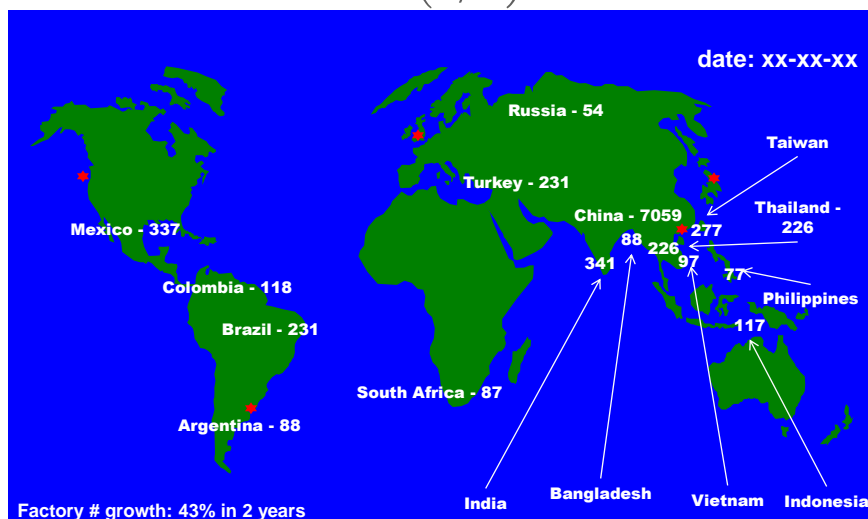 date: xx-xx-xx
Russia - 54
Taiwan
Turkey - 231
Thailand -
226
China - 7059
Mexico - 337
277
88
226
341
97
77
Colombia - 118
Philippines
Brazil - 231
117
South Africa - 87
Argentina - 88
India
Bangladesh
Vietnam
Indonesia
Factory # growth: 43% in 2 years